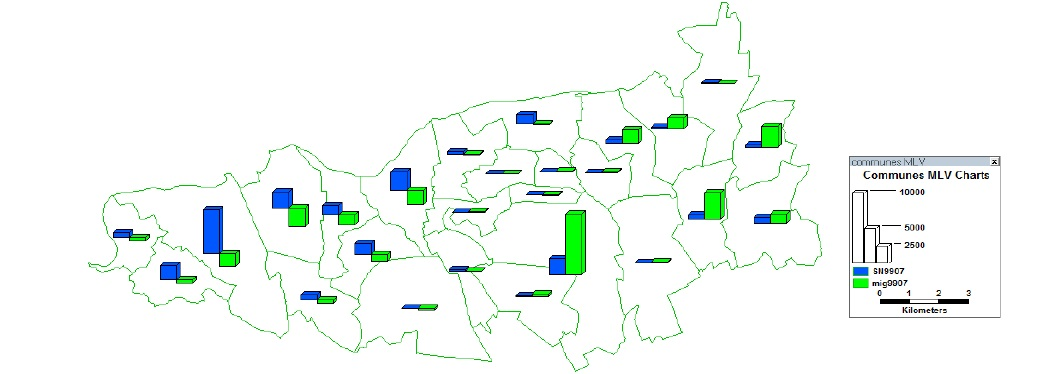 communes MLV
Communes MLV Charts
10000
5000
2500
SN9907
mig9907
0 1 2 3
Kilometers